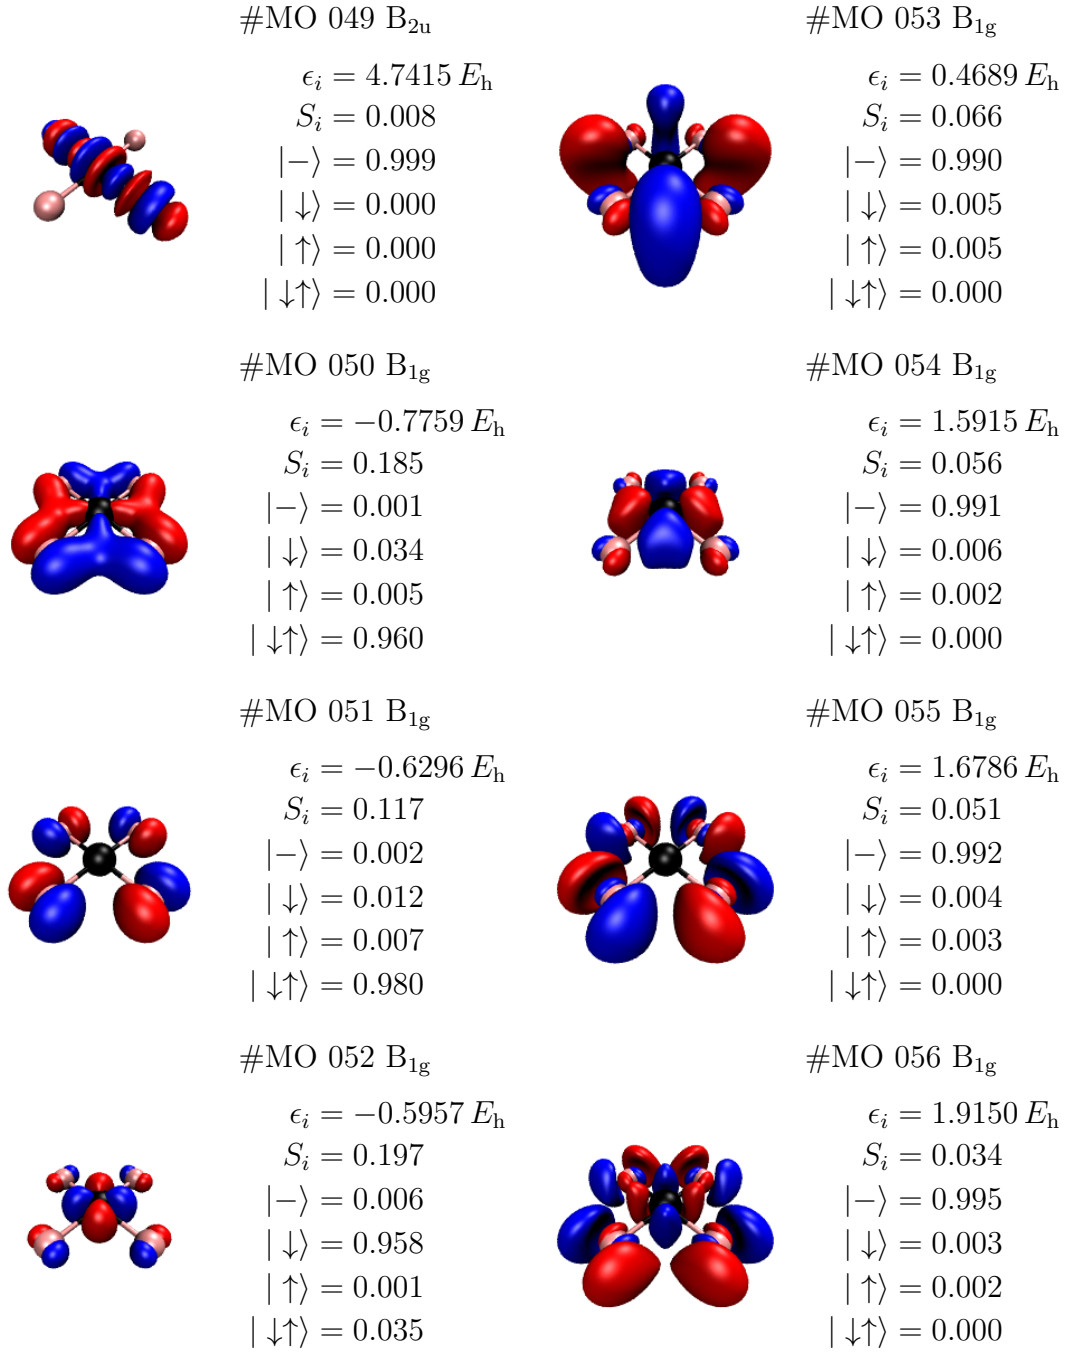 #MO 049 B2u
ϵi = 4.7415 Eh
Si = 0.008
|−⟩ = 0.999
| ↓⟩ = 0.000
| ↑⟩ = 0.000
| ↓↑⟩ = 0.000
#MO 050 B1g
ϵi = −0.7759 Eh
Si = 0.185
|−⟩ = 0.001
| ↓⟩ = 0.034
| ↑⟩ = 0.005
| ↓↑⟩ = 0.960
#MO 051 B1g
ϵi = −0.6296 Eh
Si = 0.117
|−⟩ = 0.002
| ↓⟩ = 0.012
| ↑⟩ = 0.007
| ↓↑⟩ = 0.980
#MO 052 B1g
ϵi = −0.5957 Eh
Si = 0.197
|−⟩ = 0.006
| ↓⟩ = 0.958
| ↑⟩ = 0.001
| ↓↑⟩ = 0.035
#MO 053 B1g
ϵi = 0.4689 Eh
Si = 0.066
|−⟩ = 0.990
| ↓⟩ = 0.005
| ↑⟩ = 0.005
| ↓↑⟩ = 0.000
#MO 054 B1g
ϵi = 1.5915 Eh
Si = 0.056
|−⟩ = 0.991
| ↓⟩ = 0.006
| ↑⟩ = 0.002
| ↓↑⟩ = 0.000
#MO 055 B1g
ϵi = 1.6786 Eh
Si = 0.051
|−⟩ = 0.992
| ↓⟩ = 0.004
| ↑⟩ = 0.003
| ↓↑⟩ = 0.000
#MO 056 B1g
ϵi = 1.9150 Eh
Si = 0.034
|−⟩ = 0.995
| ↓⟩ = 0.003
| ↑⟩ = 0.002
| ↓↑⟩ = 0.000